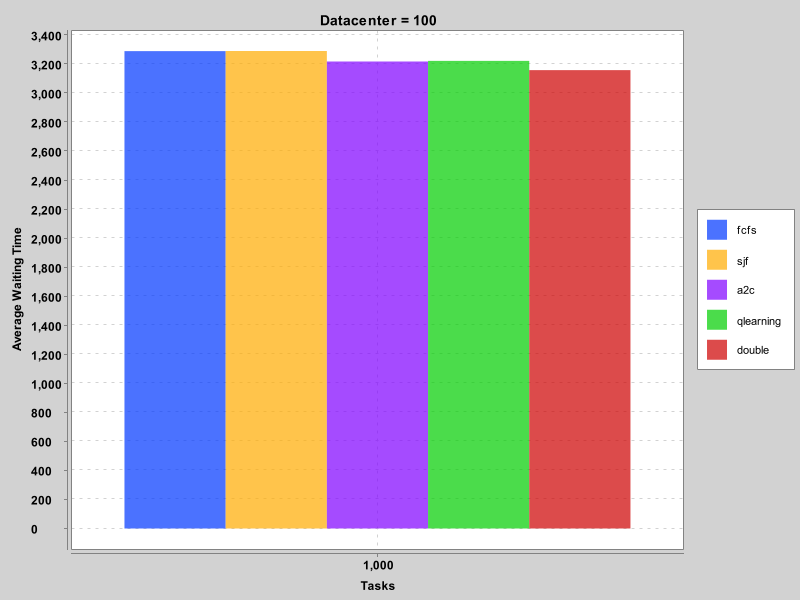 Datacenter = 100
3,400
3,200
3,000
2,800
2,600
2,400
2,200
2,000
1,800
1,600
1,400
1,200
1,000
800
600
400
200
0
Average Waiting Time
1,000
Tasks
fcfs
sjf
a2c
qlearning
double